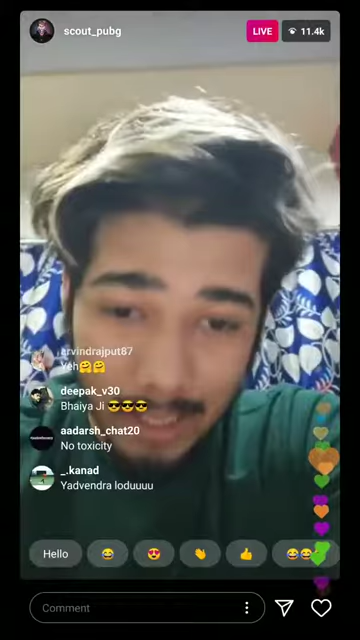 scout_pubg
LIVE
11.4k
arvindrajput87
Yeh🤗🤗
deepak_v30
Bhaiya Ji 😎😎😎
aadarsh_chat20
No toxicity
_.kanad
Yadvendra loduuuu
Hello 😂 😍 👏 👍 😂😂
Comment